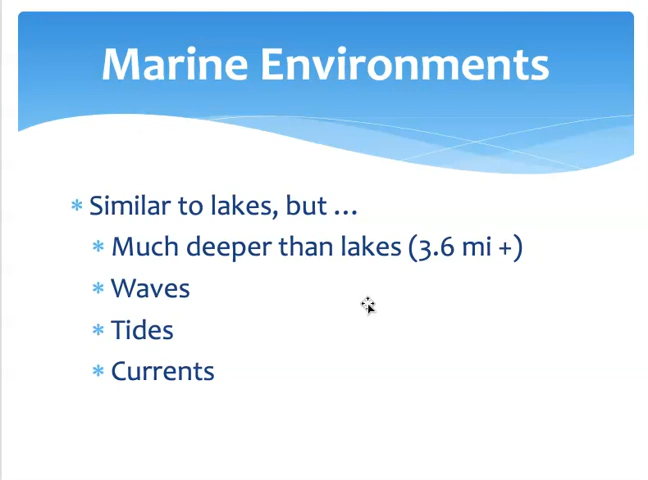 Marine Environments
* Similar to lakes, but …
* Much deeper than lakes (3.6 mi +)
* Waves
* Tides
* Currents